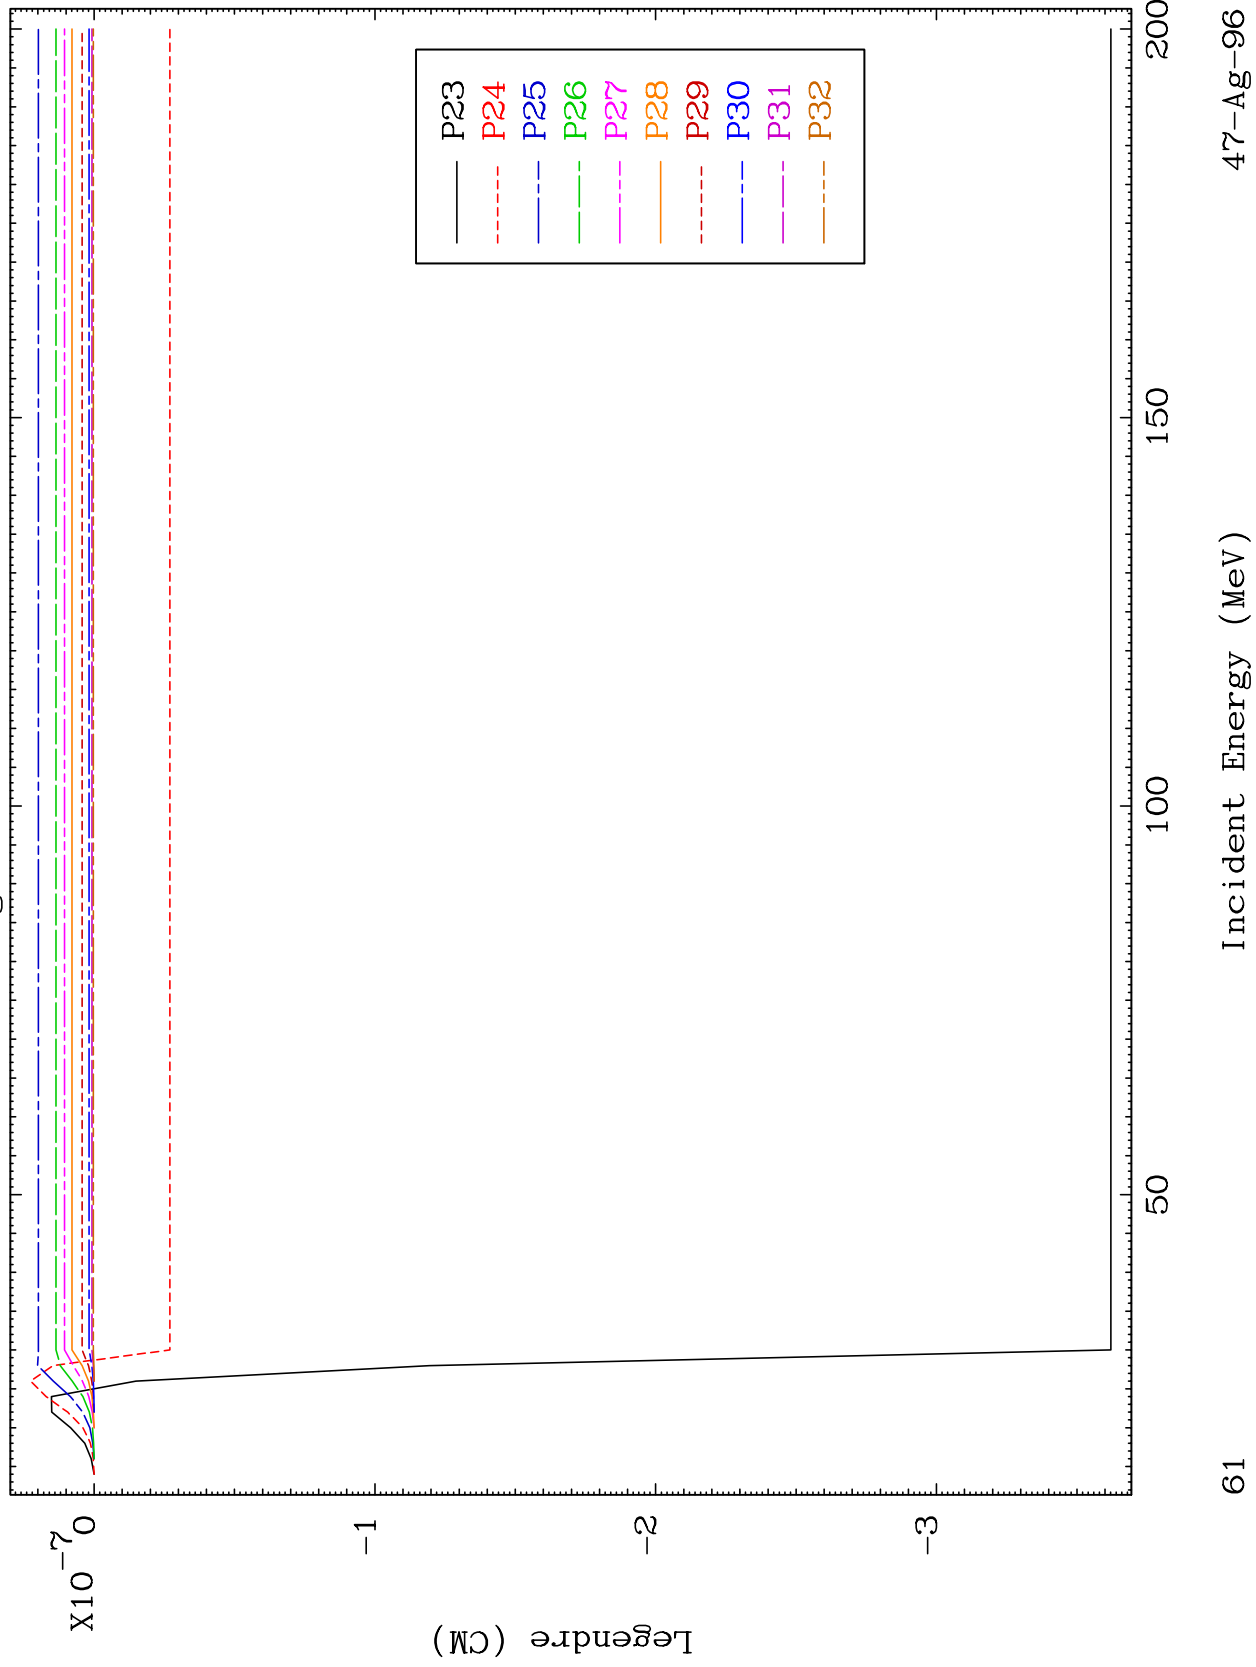 X10-7
0
-1
-2
-3
Legendre (CM)
P23
P24
P25
P26
P27
P28
P29
P30
P31
P32
50
100
150
200
Incident Energy (MeV)
61
47-Ag-96